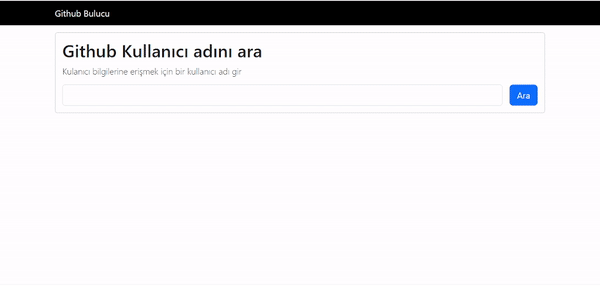 Github Bulucu
Github Kullanıcı adını ara
Kulanıcı bilgilerine erişmek için bir kullanıcı adı gir
Ara